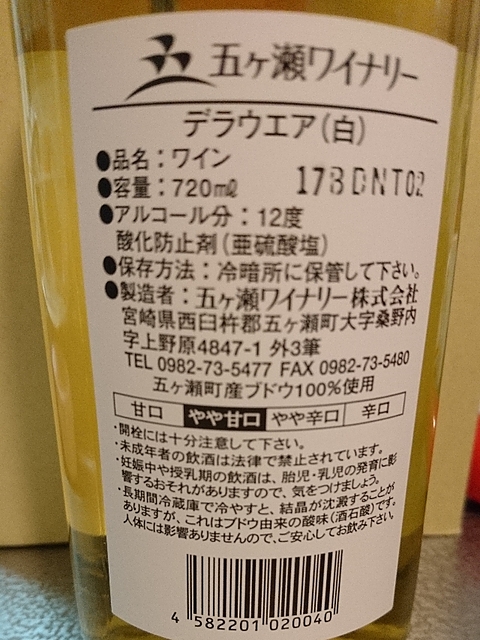 五ヶ瀬ワイナリー
デラウエア(白)
●品名:ワイン
●容量:720mℓ
178DNT02
●アルコール分:12度
酸化防止剤(亜硫酸塩)
●保存方法:冷暗所に保管して下さい。
●製造者:五ヶ瀬ワイナリー株式会社
宮崎県西臼杵郡五ヶ瀬町大字桑野内
字上野原4847-1 外3筆
TEL 0982-73-5477 FAX 0982-73-5480
五ヶ瀬町産ブドウ100%使用
甘口 やや甘口 やや辛口 辛口
・開栓には十分注意して下さい。
・未成年者の飲酒は法律で禁止されています。
・妊娠中や授乳期の飲酒は、胎児・乳児の発育に影
響するおそれがありますので、気をつけましょう。
・長期間冷蔵庫で冷やすと、結晶が沈澱することが
ありますが、これはブドウ由来の酸味(酒石酸)です。
人体には影響ありませんので、ご安心してお飲み下さい。
4 582201 020040